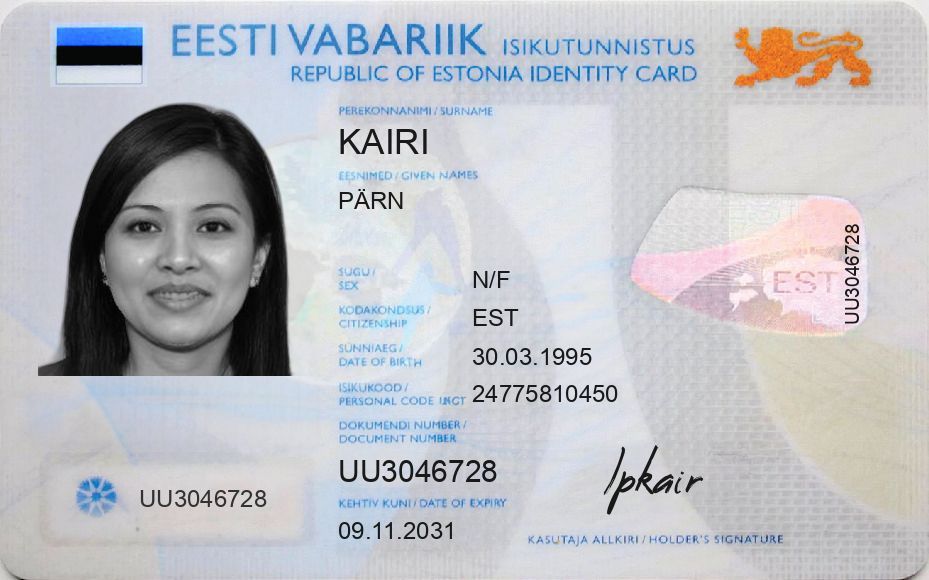 EESTI VABARIIK ISIKUTUNNISTUS
REPUBLIC OF ESTONIA IDENTITY CARD
PEREKONNANIMI / SURNAME
KAIRI
EESNIMED / GIVEN NAMES
PÄRN
SUGU /
SEX
N/F
KODAKONDSUS /
CITIZENSHIP
EST
SÜNNIAEG /
DATE OF BIRTH
30.03.1995
ISIKUKOOD /
PERSONAL CODE
24775810450
DOKUMENDI NUMBER /
DOCUMENT NUMBER
UU3046728
KEHTIV KUNI / DATE OF EXPIRY
09.11.2031
UU3046728
EST
UU3046728
KASUTAJA ALLKIRI / HOLDER'S SIGNATURE